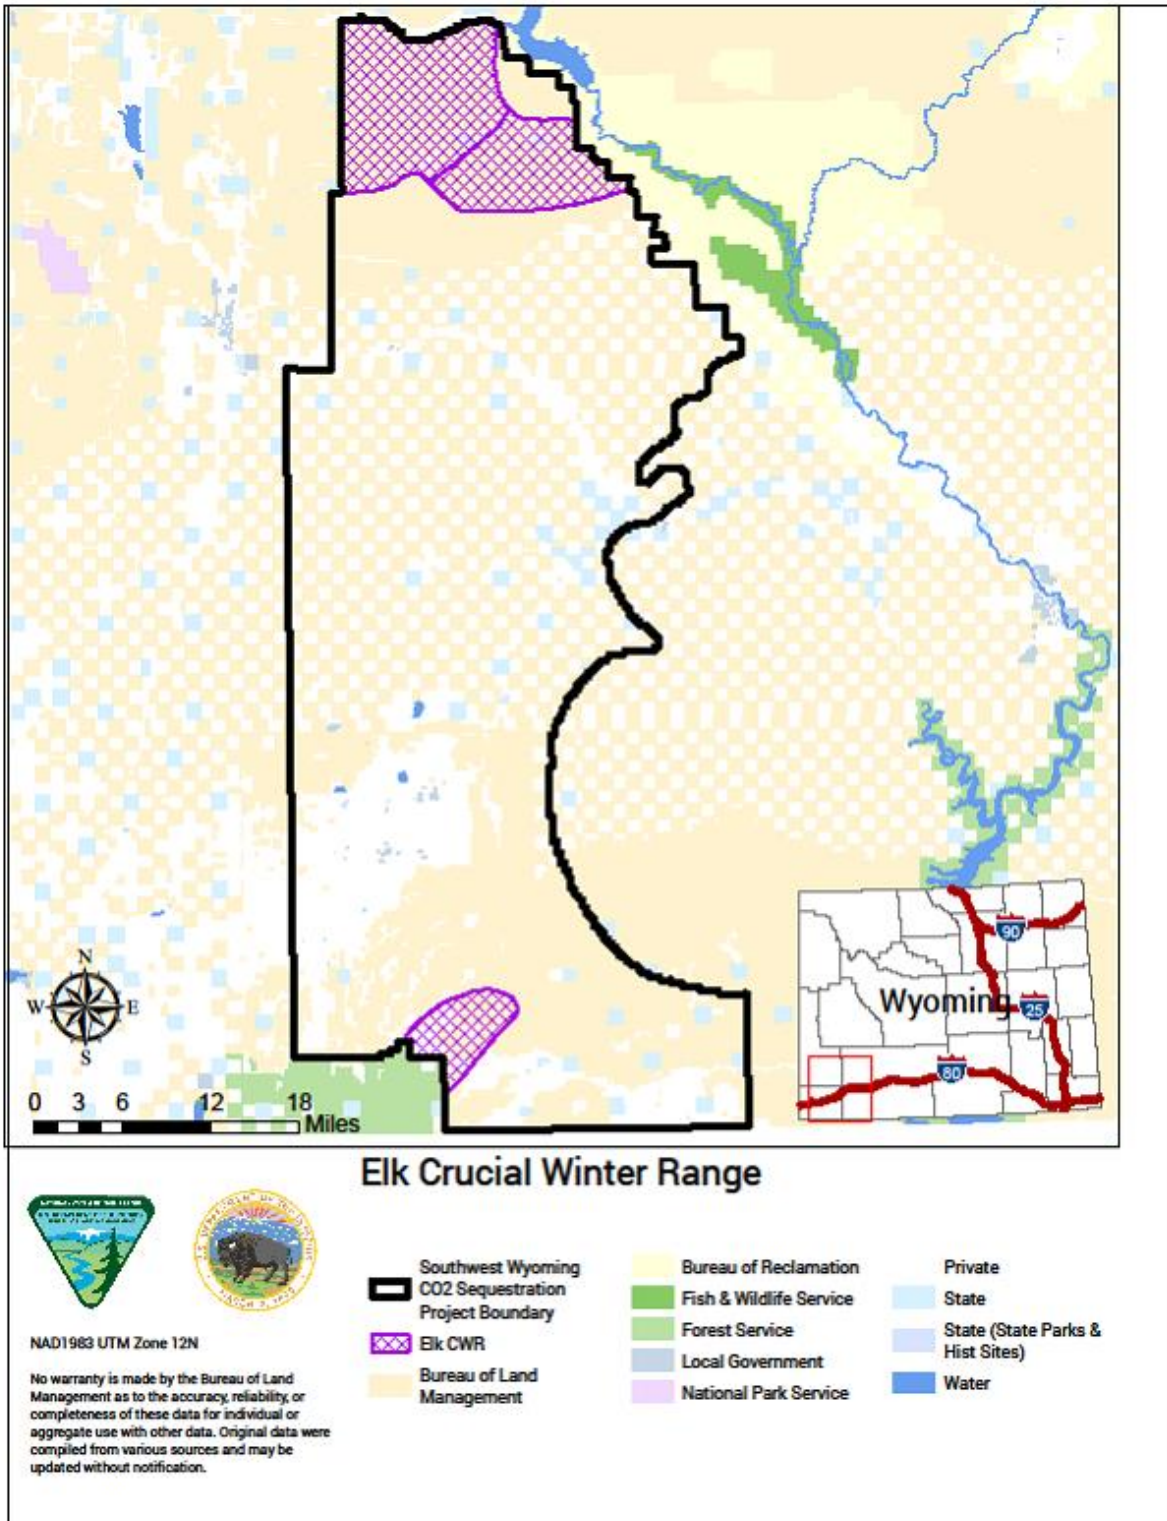 N
W E
S
0 3 6 12 18
Miles
Wyoming
90
25
80
Elk Crucial Winter Range
NAD1983 UTM Zone 12N
No warranty is made by the Bureau of Land
Management as to the accuracy, reliability, or
completeness of these data for individual or
aggregate use with other data. Original data were
compiled from various sources and may be
updated without notification.
Southwest Wyoming
CO2 Sequestration
Project Boundary
Elk CWR
Bureau of Land
Management
Bureau of Reclamation
Fish & Wildlife Service
Forest Service
Local Government
National Park Service
Private
State
State (State Parks &
Hist Sites)
Water